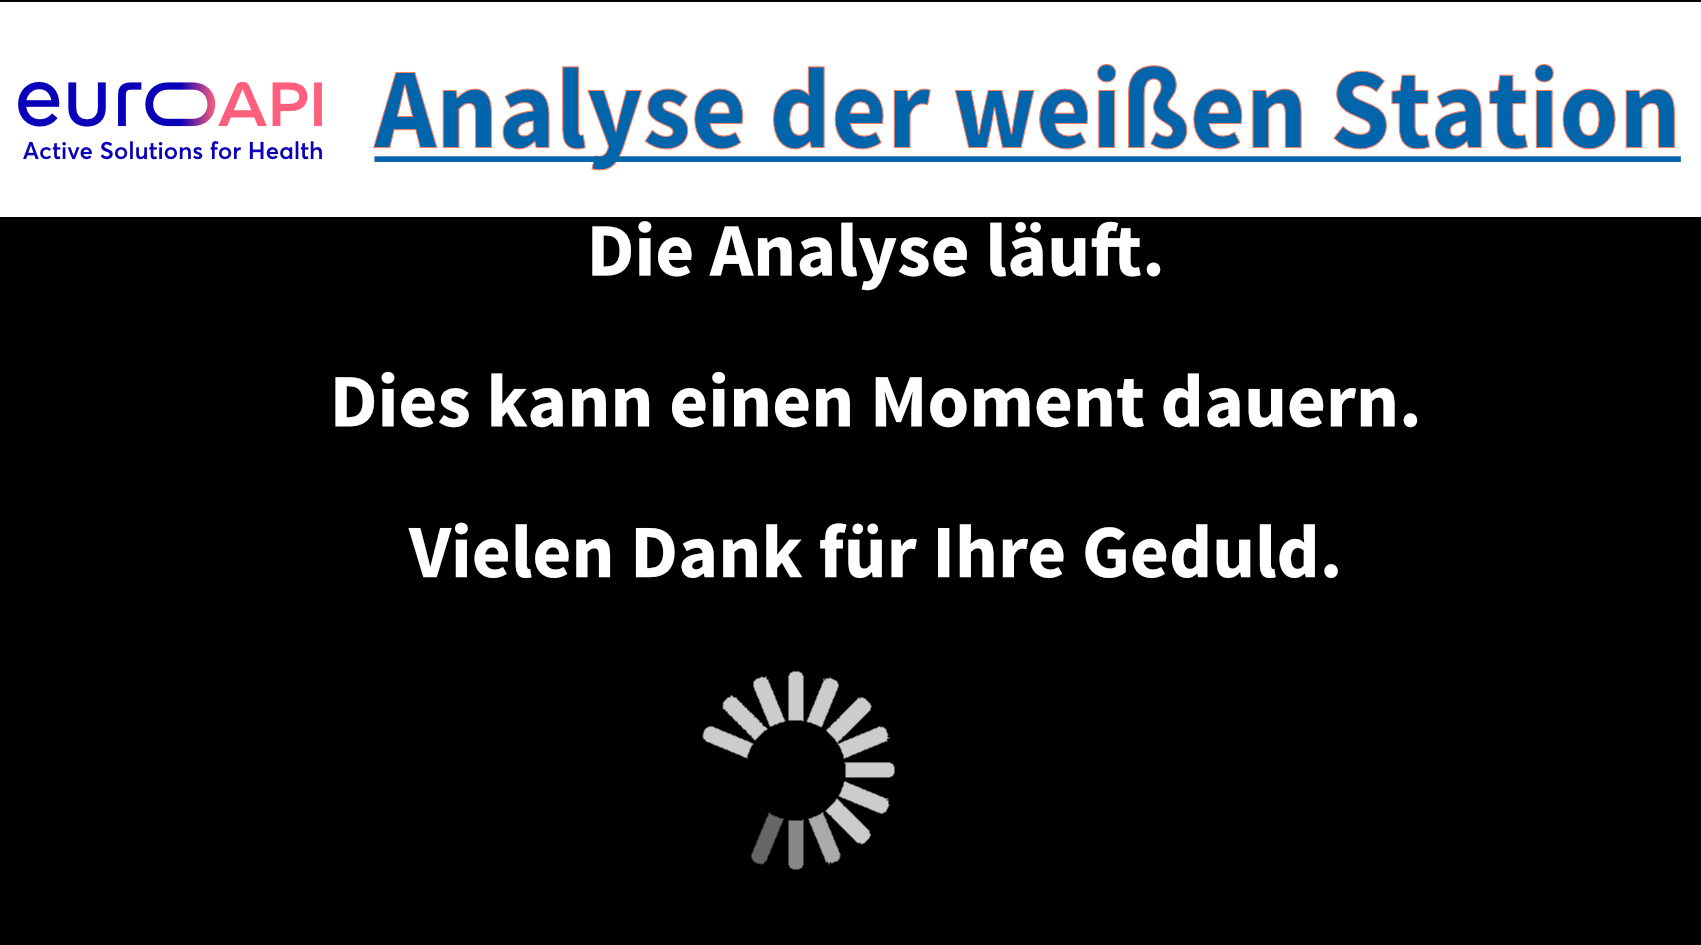 euroAPI
Active Solutions for Health
Analyse der weißen Station
Die Analyse läuft.
Dies kann einen Moment dauern.
Vielen Dank für Ihre Geduld.